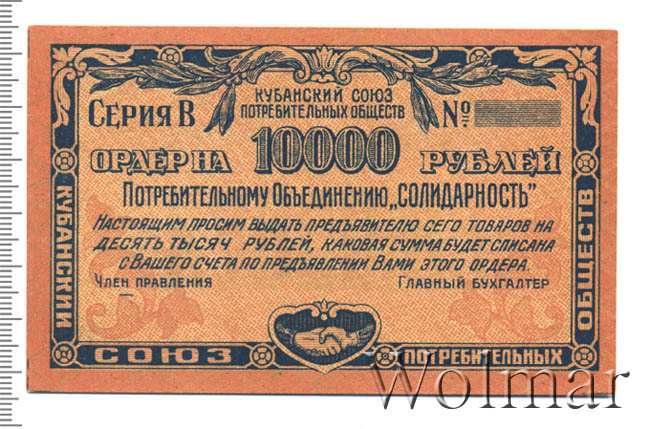 КУБАНСКИЙ СОЮЗ
ПОТРЕБИТЕЛЬНЫХ ОБЩЕСТВ
СЕРИЯ В
№
ОРДЕР НА 10000 РУБЛЕЙ
ПОТРЕБИТЕЛЬНОМУ ОБЪЕДИНЕНИЮ „СОЛИДАРНОСТЬ"
НАСТОЯЩИМ ПРОСИМ ВЫДАТЬ ПРЕДЪЯВИТЕЛЮ СЕГО ТОВАРОВ НА
ДЕСЯТЬ ТЫСЯЧ РУБЛЕЙ, КАКОВАЯ СУММА БУДЕТ СПИСАНА
С ВАШЕГО СЧЕТА ПО ПРЕДЪЯВЛЕНИИ ВАМИ ЭТОГО ОРДЕРА.
ЧЛЕН ПРАВЛЕНИЯ
ГЛАВНЫЙ БУХГАЛТЕР
КУБАНСКИЙ
СОЮЗ
ПОТРЕБИТЕЛЬНЫХ
ОБЩЕСТВ
Wolmar